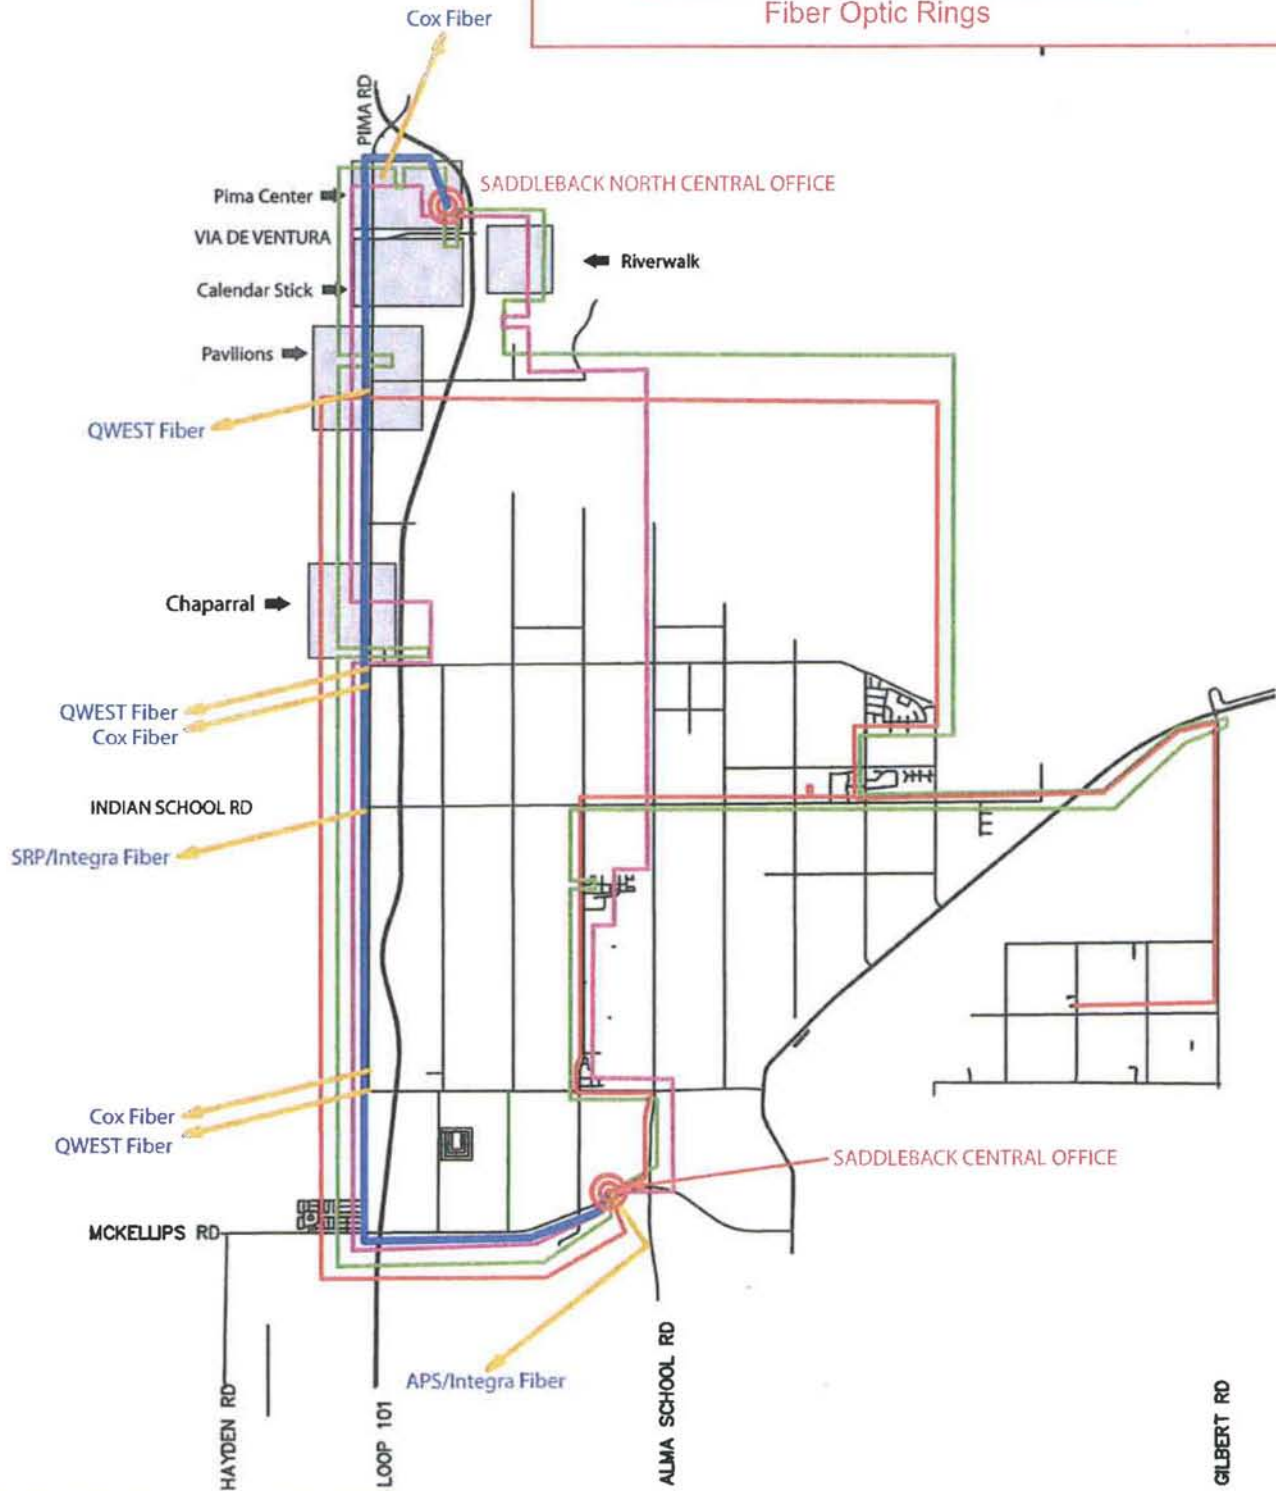 Fiber Optic Rings
Cox Fiber
PIMA RD
SADDLEBACK NORTH CENTRAL OFFICE
Pima Center
VIA DE VENTURA
Riverwalk
Calendar Stick
Pavilions
QWEST Fiber
Chaparral
QWEST Fiber
Cox Fiber
INDIAN SCHOOL RD
SRP/Integra Fiber
Cox Fiber
QWEST Fiber
SADDLEBACK CENTRAL OFFICE
MCKELLIPS RD
APS/Integra Fiber
HAYDEN RD
LOOP 101
ALMA SCHOOL RD
GILBERT RD